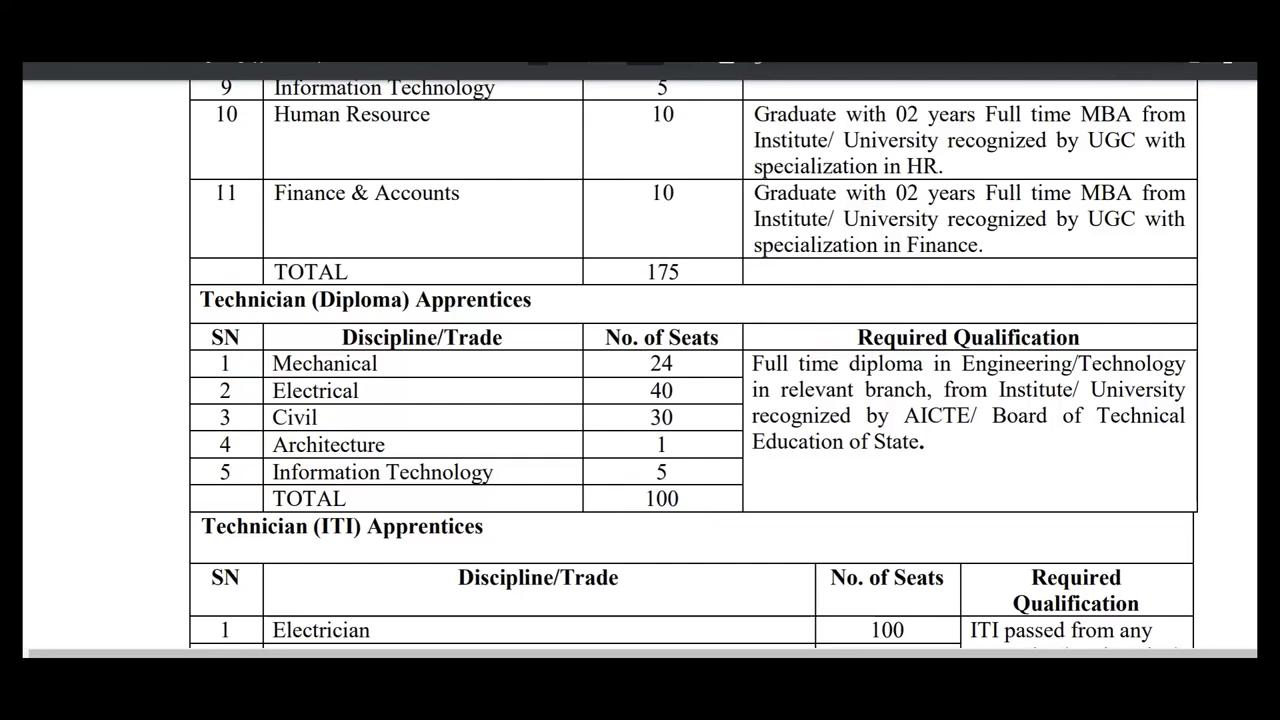 9 Information Technology 5
10 Human Resource 10 Graduate with 02 years Full time MBA from
Institute/ University recognized by UGC with
specialization in HR.
11 Finance & Accounts 10 Graduate with 02 years Full time MBA from
Institute/ University recognized by UGC with
specialization in Finance.
TOTAL 175
Technician (Diploma) Apprentices
SN Discipline/Trade No. of Seats Required Qualification
1 Mechanical 24 Full time diploma in Engineering/Technology
2 Electrical 40 in relevant branch, from Institute/ University
3 Civil 30 recognized by AICTE/ Board of Technical
4 Architecture 1 Education of State.
5 Information Technology 5
TOTAL 100
Technician (ITI) Apprentices
SN Discipline/Trade No. of Seats Required
Qualification
1 Electrician 100 ITI passed from any